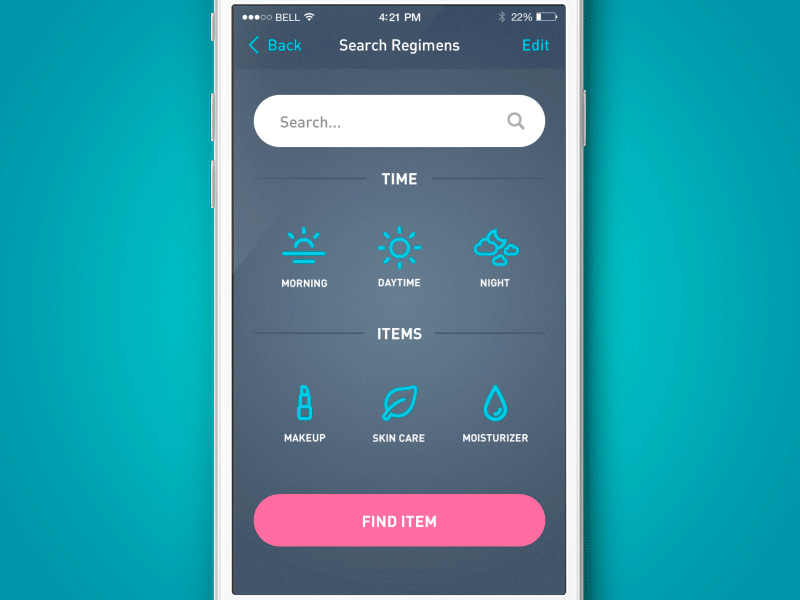 BELL 4:21 PM 22%
Back Search Regimens Edit
Search...
TIME
MORNING DAYTIME NIGHT
ITEMS
MAKEUP SKIN CARE MOISTURIZER
FIND ITEM